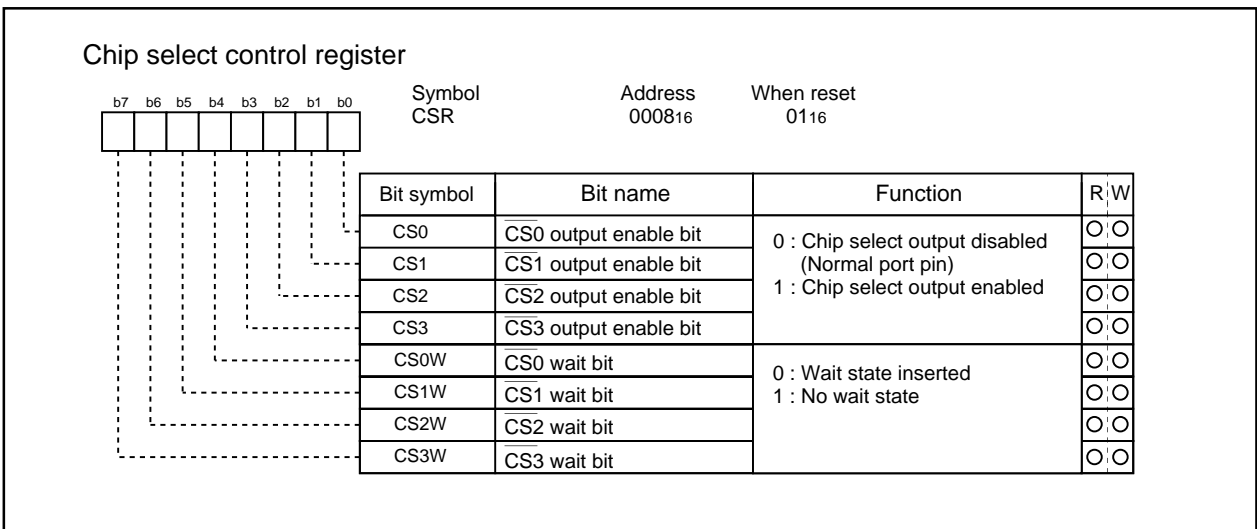 Chip select control register
Symbol Address When reset
b7 b6 b5 b4 b3 b2 b1 b0
CSR 000816 0116
Bit symbol Bit name Function R W
CS0 CS0 output enable bit 0 : Chip select output disabled
(Normal port pin)
CS1 CS1 output enable bit
1 : Chip select output enabled
CS2 CS2 output enable bit
CS3 CS3 output enable bit
CS0W CS0 wait bit
0 : Wait state inserted
CS1W CS1 wait bit 1 : No wait state
CS2W CS2 wait bit
CS3W CS3 wait bit